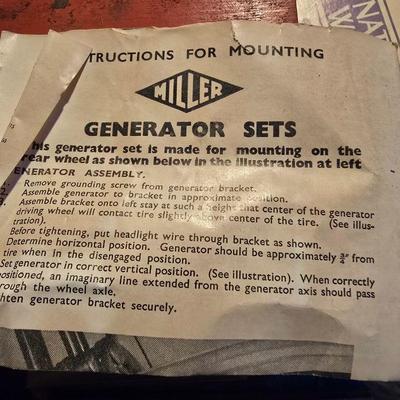 TRUCTIONS FOR MOUNTING
MILLER
GENERATOR SETS
his generator set is made for mounting on the
rear wheel as shown below in the illustration at left
ENERATOR ASSEMBLY.
Remove grounding screw from generator bracket.
2. Assemble generator to bracket in approximate position.
3. Assemble bracket onto left stay at such a height that center of the generator
driving wheel will contact tire slightly above center of the tire. (See illus-
tration).
Before tightening, put headlight wire through bracket as shown.
Determine horizontal position. Generator should be approximately ¾" from
tire when in the disengaged position.
Set generator in correct vertical position. (See illustration). When correctly
ositioned, an imaginary line extended from the generator axis should pass
rough the wheel axle.
hten generator bracket securely.
NAT
W